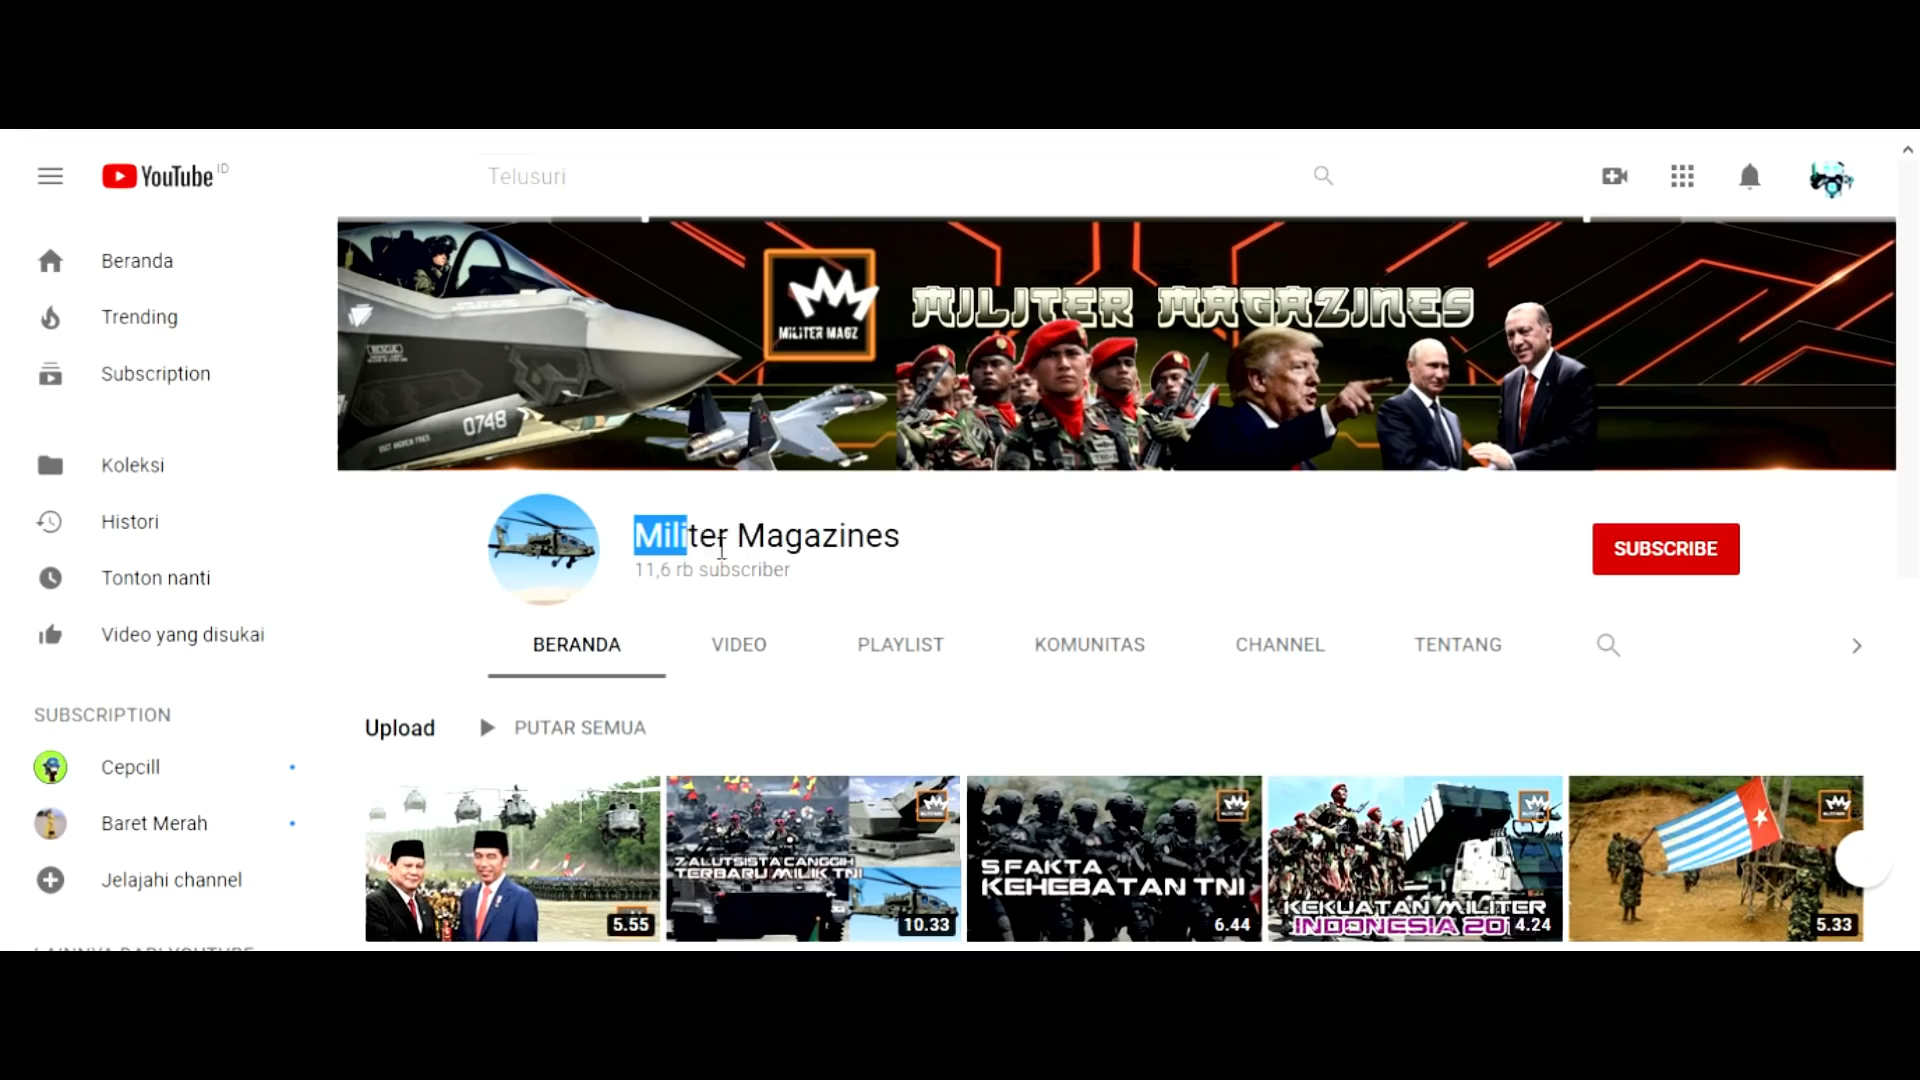 YouTube ID
Telusuri
Beranda
Trending
Subscription
Koleksi
Histori
Tonton nanti
Video yang disukai
SUBSCRIPTION
Cepcill
Baret Merah
Jelajahi channel
MILITER MAGZ
MILITER MAGAZINES
RESCUE
0748
Militer Magazines
11,6 rb subscriber
SUBSCRIBE
BERANDA VIDEO PLAYLIST KOMUNITAS CHANNEL TENTANG
Upload PUTAR SEMUA
5.55
7 ALUTSISTA CANGGIH
TERBARU MILIK TNI
10.33
5 FAKTA
KEHEBATAN TNI
6.44
KEKUATAN MILITER
INDONESIA 20
4.24
5.33